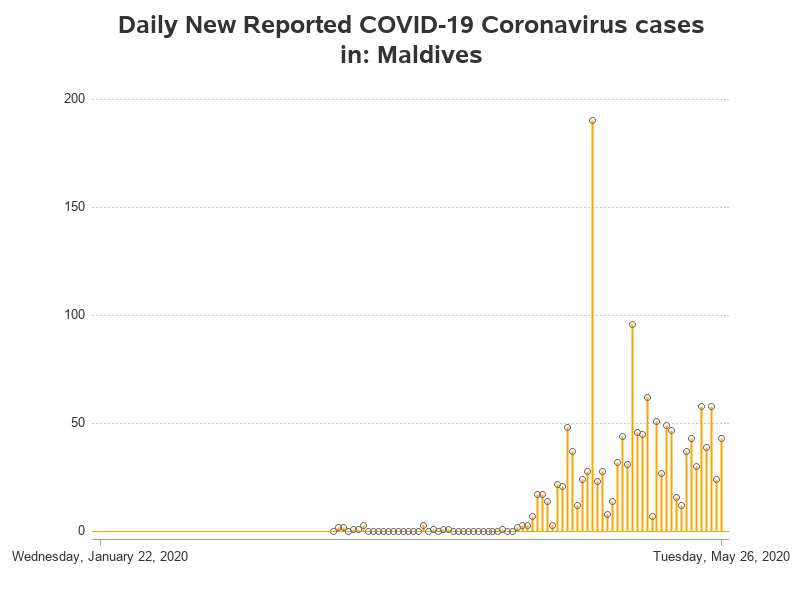 Daily New Reported COVID-19 Coronavirus cases
in: Maldives
200
150
100
50
0
Wednesday, January 22, 2020
Tuesday, May 26, 2020